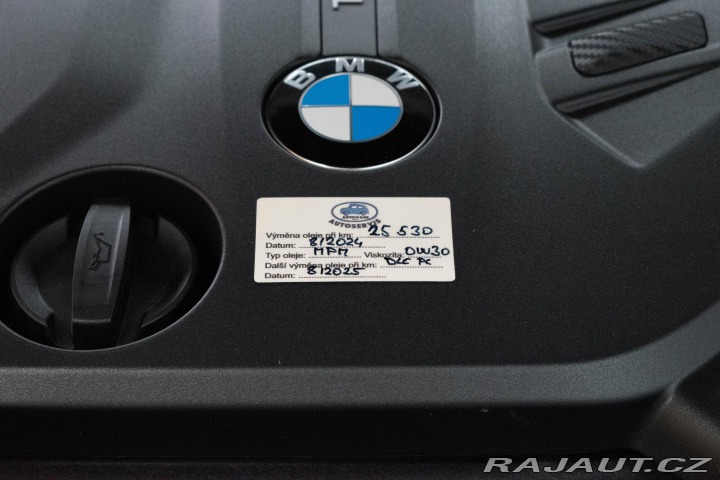 BMW
AUTOSERVIS
Výměna oleje při km: 25 530
Datum: 8/2024
Typ oleje: MPM Viskozita: 0W30
Další výměna oleje při km: DLE PC
Datum: 8/2025
RAJAUT.CZ